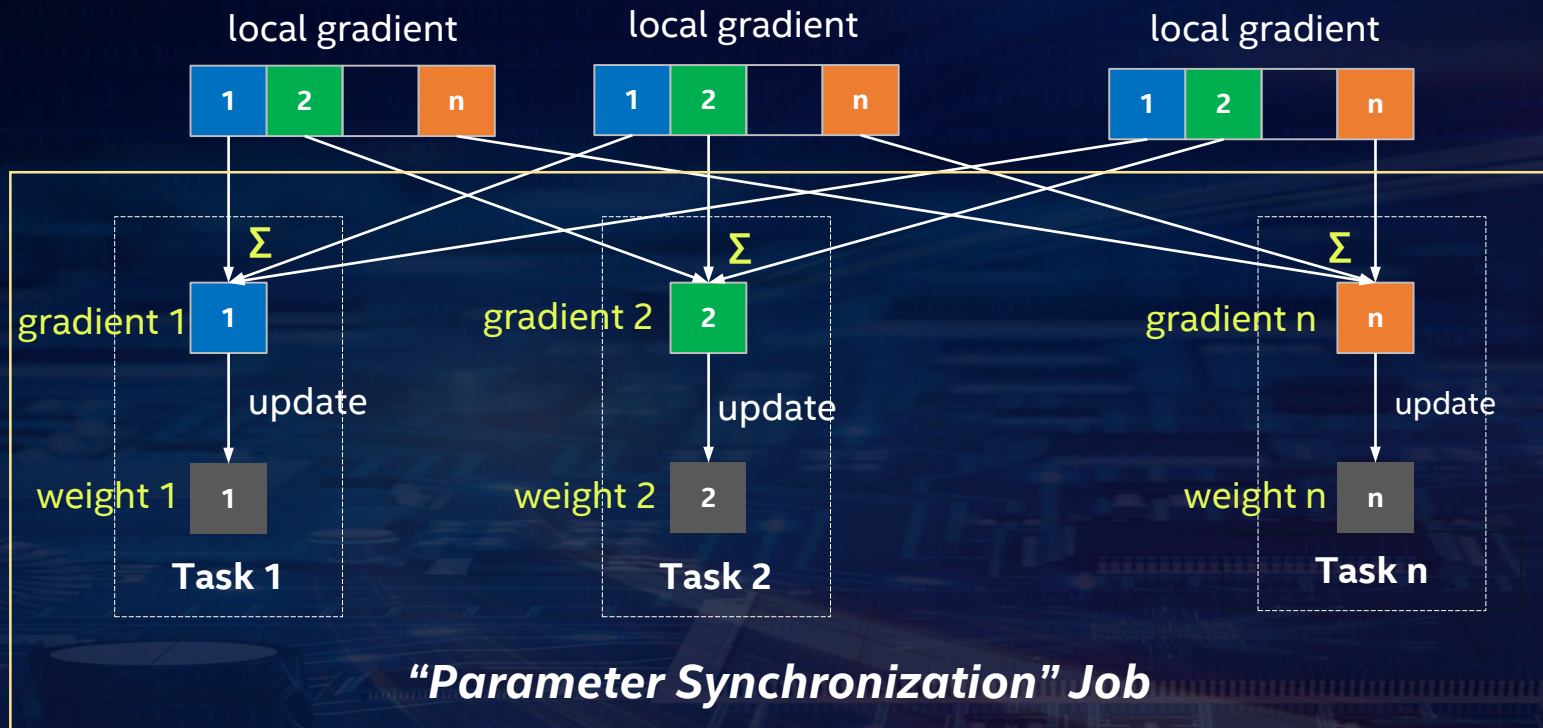 local gradient
local gradient
local gradient
1 2 n
1 2 n
1 2 n
Σ
Σ
Σ
gradient 1 1
gradient 2 2
gradient n n
update
update
update
weight 1 1
weight 2 2
weight n n
Task 1
Task 2
Task n
“Parameter Synchronization” Job